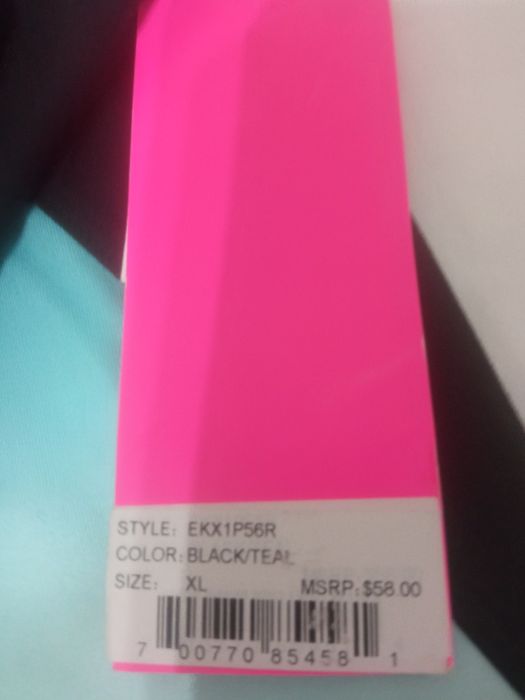 STYLE: EKX1P56R
COLOR: BLACK/TEAL
SIZE: XL MSRP: $58.00
7 00770 85458 1